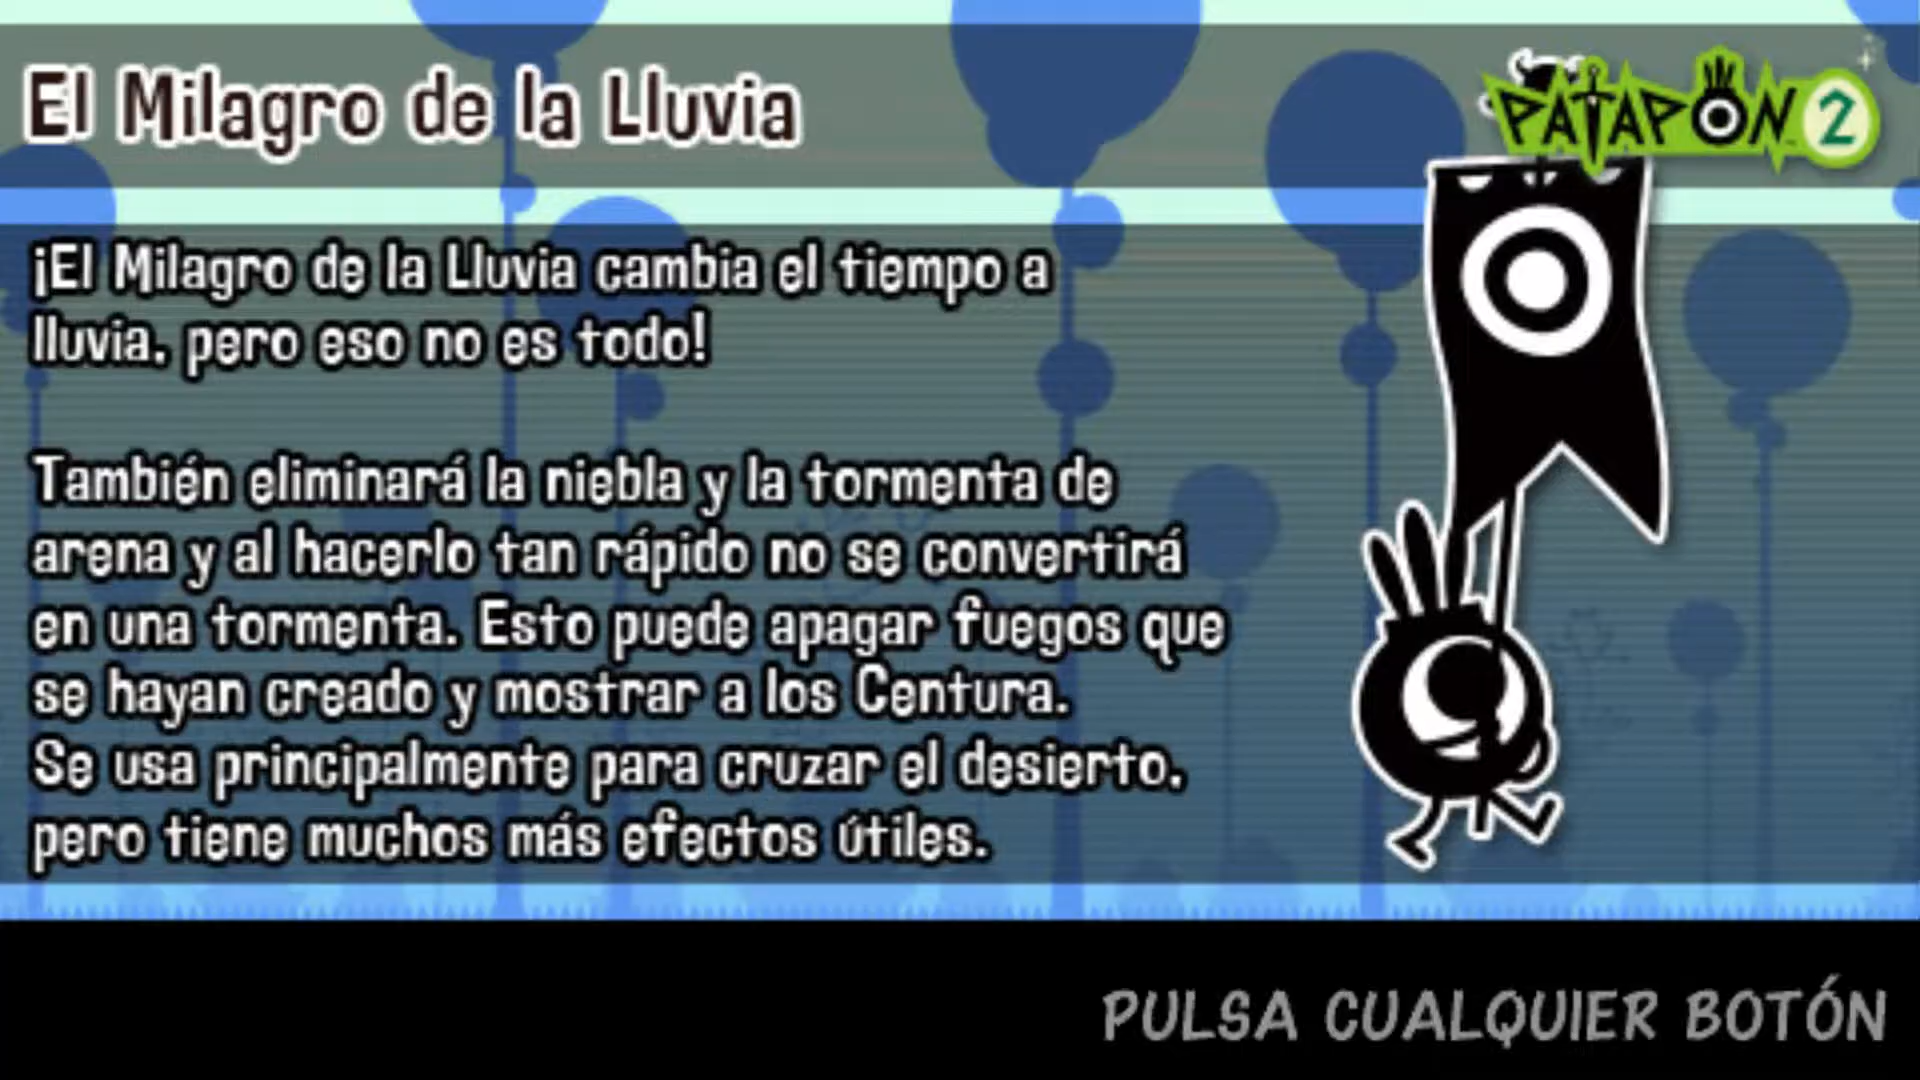 El Milagro de la Lluvia
PATAPON 2
¡El Milagro de la Lluvia cambia el tiempo a
lluvia, pero eso no es todo!
También eliminará la niebla y la tormenta de
arena y al hacerlo tan rápido no se convertirá
en una tormenta. Esto puede apagar fuegos que
se hayan creado y mostrar a los Centura.
Se usa principalmente para cruzar el desierto,
pero tiene muchos más efectos útiles.
PULSA CUALQUIER BOTÓN